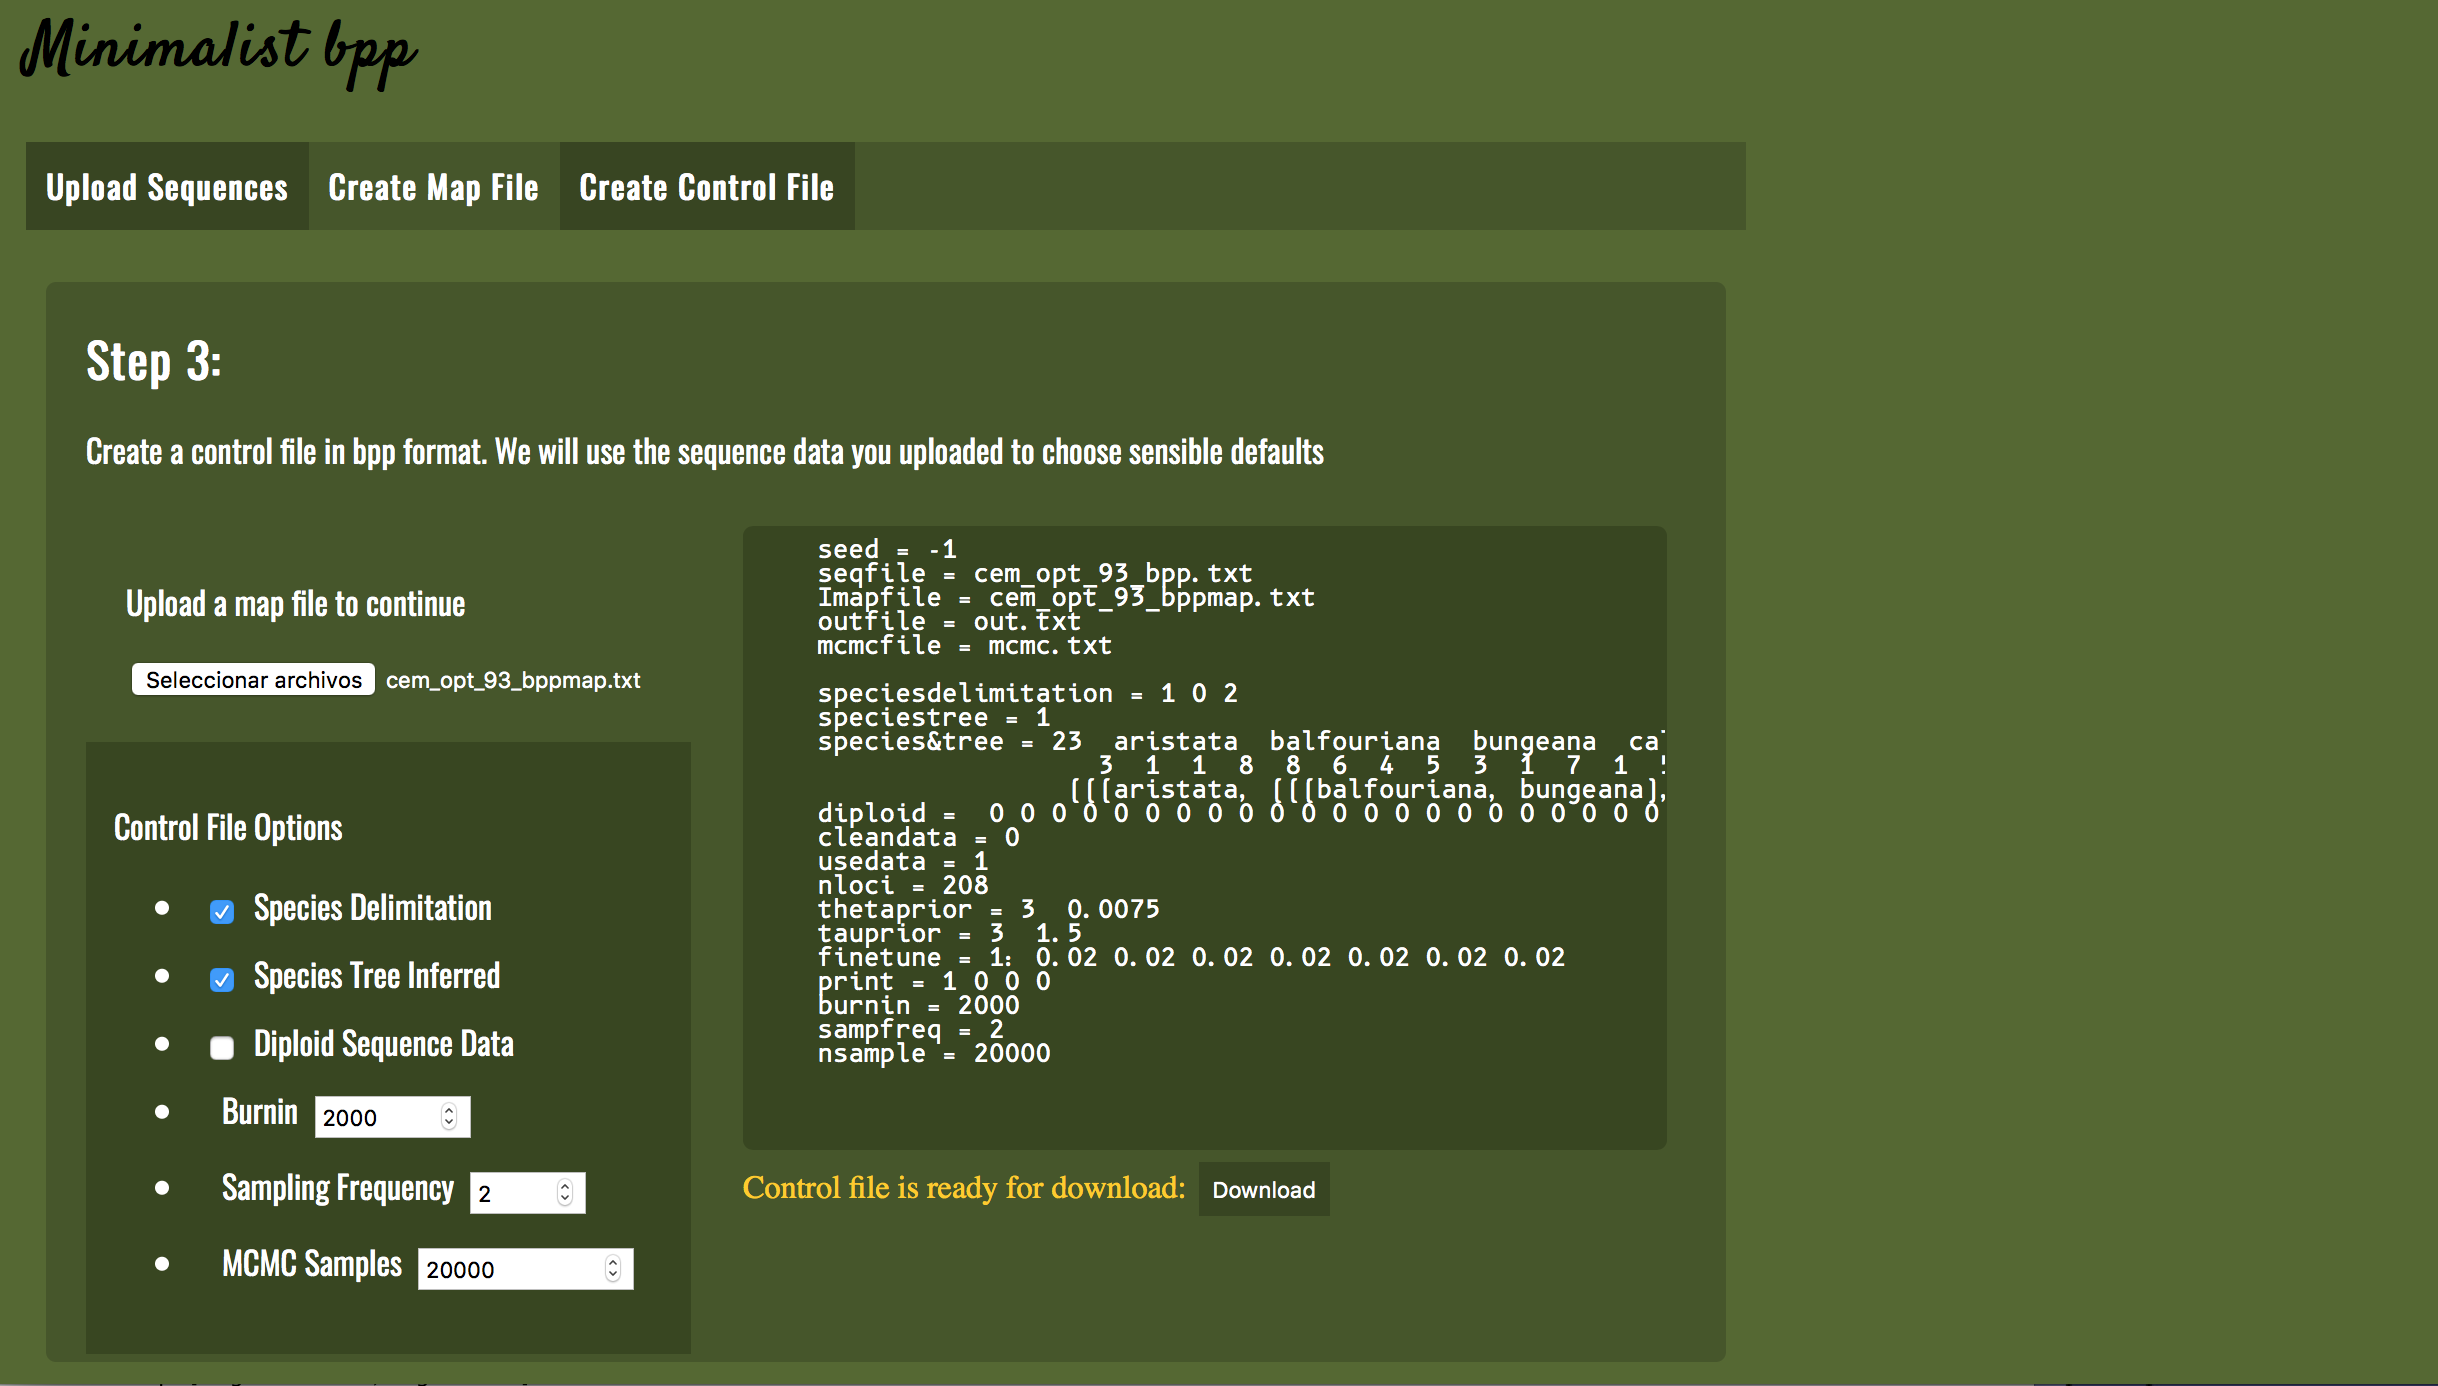 Minimalist bpp
Upload Sequences Create Map File Create Control File
Step 3:
Create a control file in bpp format. We will use the sequence data you uploaded to choose sensible defaults
Upload a map file to continue
Seleccionar archivos cem_opt_93_bppmap.txt
Control File Options
Species Delimitation
Species Tree Inferred
Diploid Sequence Data
Burnin 2000
Sampling Frequency 2
MCMC Samples 20000
seed = -1
seqfile = cem_opt_93_bpp.txt
Imapfile = cem_opt_93_bppmap.txt
outfile = out.txt
mcmcfile = mcmc.txt
speciesdelimitation = 1 0 2
speciestree = 1
species&tree = 23 aristata balfouriana bungeana
3 1 1 8 8 6 4 5 3 1 7 1
(((aristata, (((balfouriana, bungeana),
diploid = 0 0 0 0 0 0 0 0 0 0 0 0 0 0 0 0 0 0 0 0 0 0
cleandata = 0
usedata = 1
nloci = 208
thetaprior = 3 0.0075
tauprior = 3 1.5
finetune = 1: 0.02 0.02 0.02 0.02 0.02 0.02 0.02
print = 1 0 0 0
burnin = 2000
sampfreq = 2
nsample = 20000
Control file is ready for download: Download